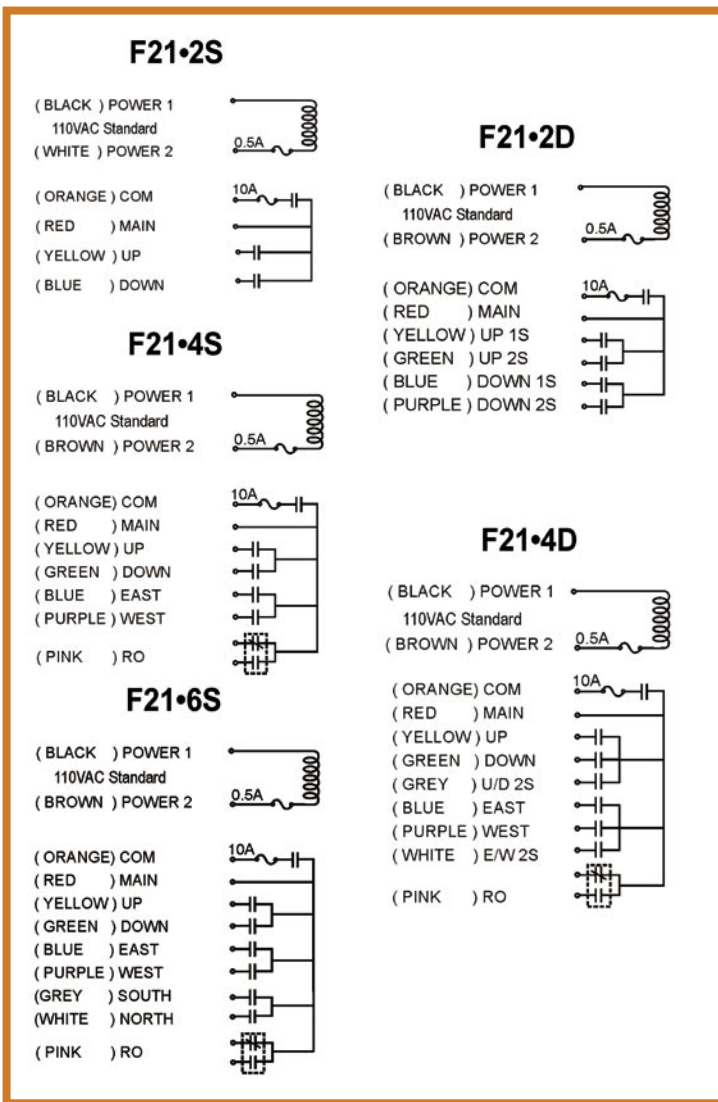 F21•2S
( BLACK ) POWER 1
110VAC Standard
( WHITE ) POWER 2
0.5A
( ORANGE ) COM
10A
( RED ) MAIN
( YELLOW ) UP
( BLUE ) DOWN
F21•4S
( BLACK ) POWER 1
110VAC Standard
( BROWN ) POWER 2
0.5A
( ORANGE) COM
10A
( RED ) MAIN
( YELLOW ) UP
( GREEN ) DOWN
( BLUE ) EAST
( PURPLE ) WEST
( PINK ) RO
F21•6S
( BLACK ) POWER 1
110VAC Standard
( BROWN ) POWER 2
0.5A
( ORANGE) COM
10A
( RED ) MAIN
( YELLOW ) UP
( GREEN ) DOWN
( BLUE ) EAST
( PURPLE ) WEST
(GREY ) SOUTH
(WHITE ) NORTH
( PINK ) RO
F21•2D
( BLACK ) POWER 1
110VAC Standard
( BROWN ) POWER 2
0.5A
( ORANGE) COM
10A
( RED ) MAIN
( YELLOW ) UP 1S
( GREEN ) UP 2S
( BLUE ) DOWN 1S
( PURPLE ) DOWN 2S
F21•4D
( BLACK ) POWER 1
110VAC Standard
( BROWN ) POWER 2
0.5A
( ORANGE) COM
10A
( RED ) MAIN
( YELLOW ) UP
( GREEN ) DOWN
( GREY ) U/D 2S
( BLUE ) EAST
( PURPLE ) WEST
( WHITE ) E/W 2S
( PINK ) RO